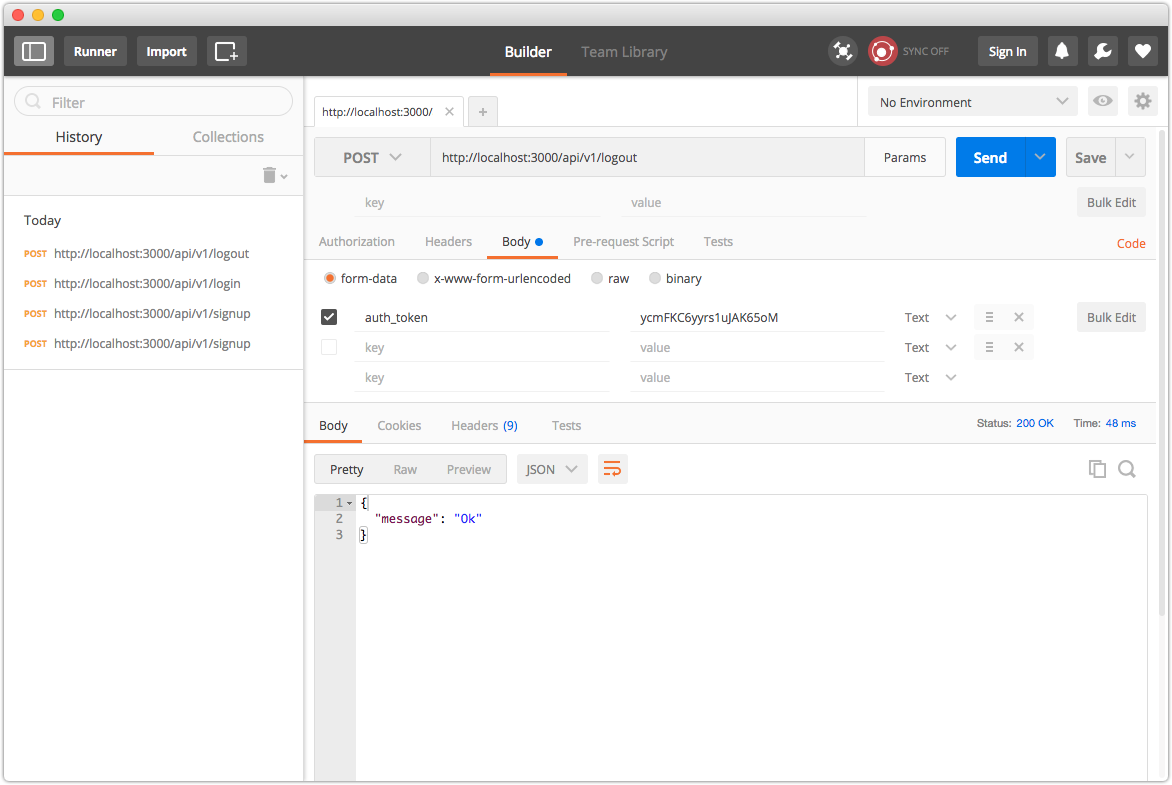 Runner Import Builder Team Library SYNC OFF Sign In
Filter
History Collections
Today
POST http://localhost:3000/api/v1/logout
POST http://localhost:3000/api/v1/login
POST http://localhost:3000/api/v1/signup
POST http://localhost:3000/api/v1/signup
http://localhost:3000/ No Environment
POST http://localhost:3000/api/v1/logout Params Send Save
key value Bulk Edit
Authorization Headers Body Pre-request Script Tests Code
form-data x-www-form-urlencoded raw binary
auth_token ycmFKC6yyrs1uJAK65oM Text Bulk Edit
key value Text
key value Text
Body Cookies Headers (9) Tests Status: 200 OK Time: 48 ms
Pretty Raw Preview JSON
1 {
2 "message": "Ok"
3 }